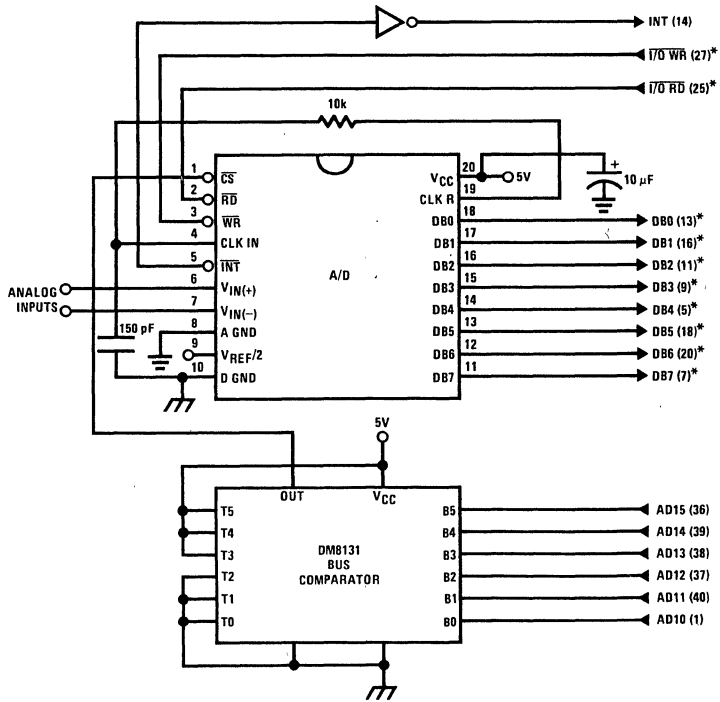 INT (14)
I/O WR (27)*
I/O RD (25)*
10k
1
CS
2
RD
3
WR
4
CLK IN
5
INT
6
VIN(+)
7
VIN(−)
8
A GND
9
VREF/2
10
D GND
ANALOG
INPUTS
150 pF
A/D
20
VCC
5V
+
10 µF
19
CLK R
18
DB0
DB0 (13)*
17
DB1
DB1 (16)*
16
DB2
DB2 (11)*
15
DB3
DB3 (9)*
14
DB4
DB4 (5)*
13
DB5
DB5 (18)*
12
DB6
DB6 (20)*
11
DB7
DB7 (7)*
5V
OUT
VCC
T5
T4
T3
T2
T1
T0
DM8131
BUS
COMPARATOR
B5
AD15 (36)
B4
AD14 (39)
B3
AD13 (38)
B2
AD12 (37)
B1
AD11 (40)
B0
AD10 (1)